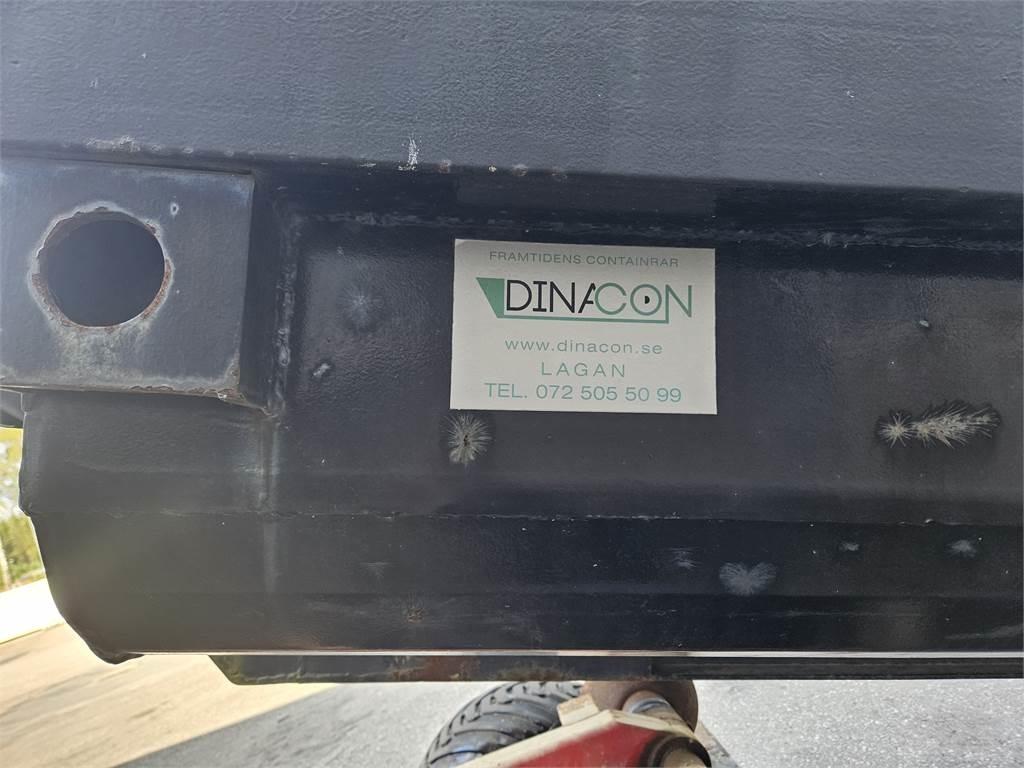 FRAMTIDENS CONTAINRAR
DINACON
www.dinacon.se
LAGAN
TEL. 072 505 50 99